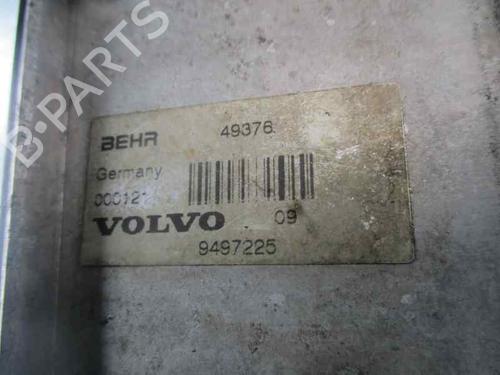 B-PARTS
BEHR 49376
Germany
000121
VOLVO 09
9497225